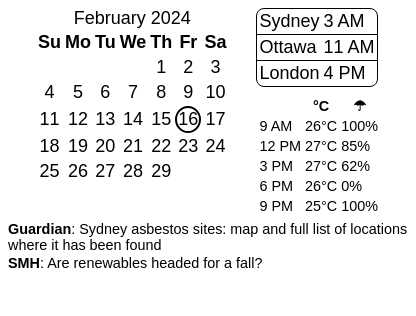 February 2024
Su Mo Tu We Th Fr Sa
1 2 3
4 5 6 7 8 9 10
11 12 13 14 15 16 17
18 19 20 21 22 23 24
25 26 27 28 29
Sydney 3 AM
Ottawa 11 AM
London 4 PM
°C ☂
9 AM 26°C 100%
12 PM 27°C 85%
3 PM 27°C 62%
6 PM 26°C 0%
9 PM 25°C 100%
Guardian: Sydney asbestos sites: map and full list of locations
where it has been found
SMH: Are renewables headed for a fall?